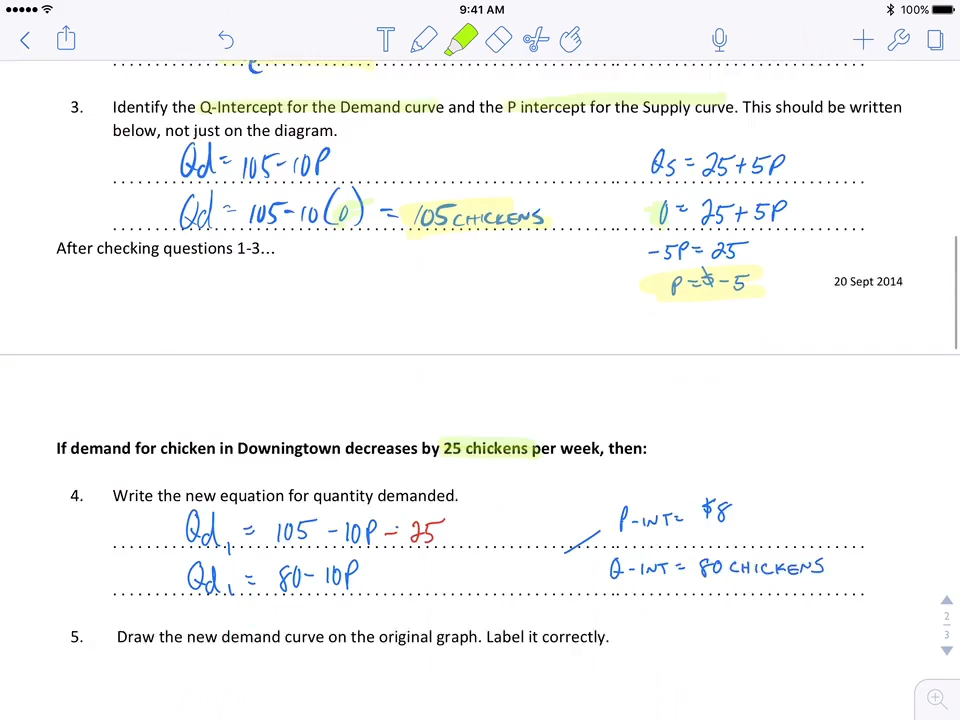 9:41 AM
100%
3. Identify the Q-Intercept for the Demand curve and the P intercept for the Supply curve. This should be written
below, not just on the diagram.
Qd = 105-10P
Qs = 25+5P
Qd = 105-10(0) = 105 CHICKENS
0 = 25+5P
After checking questions 1-3...
-5P = 25
P = $-5
20 Sept 2014
If demand for chicken in Downingtown decreases by 25 chickens per week, then:
4. Write the new equation for quantity demanded.
P-INT = $8
Qd1 = 105 -10P - 25
Q-INT = 80 CHICKENS
Qd1 = 80-10P
5. Draw the new demand curve on the original graph. Label it correctly.
2
3